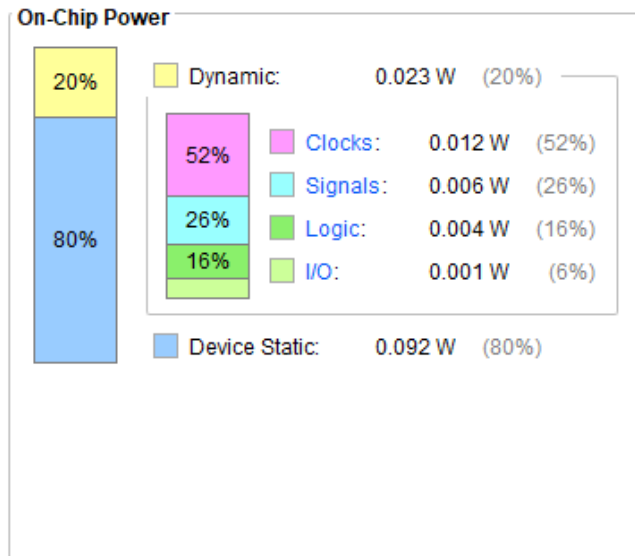 On-Chip Power
20%
Dynamic: 0.023 W (20%)
52%
Clocks: 0.012 W (52%)
26%
Signals: 0.006 W (26%)
80%
16%
Logic: 0.004 W (16%)
I/O: 0.001 W (6%)
Device Static: 0.092 W (80%)